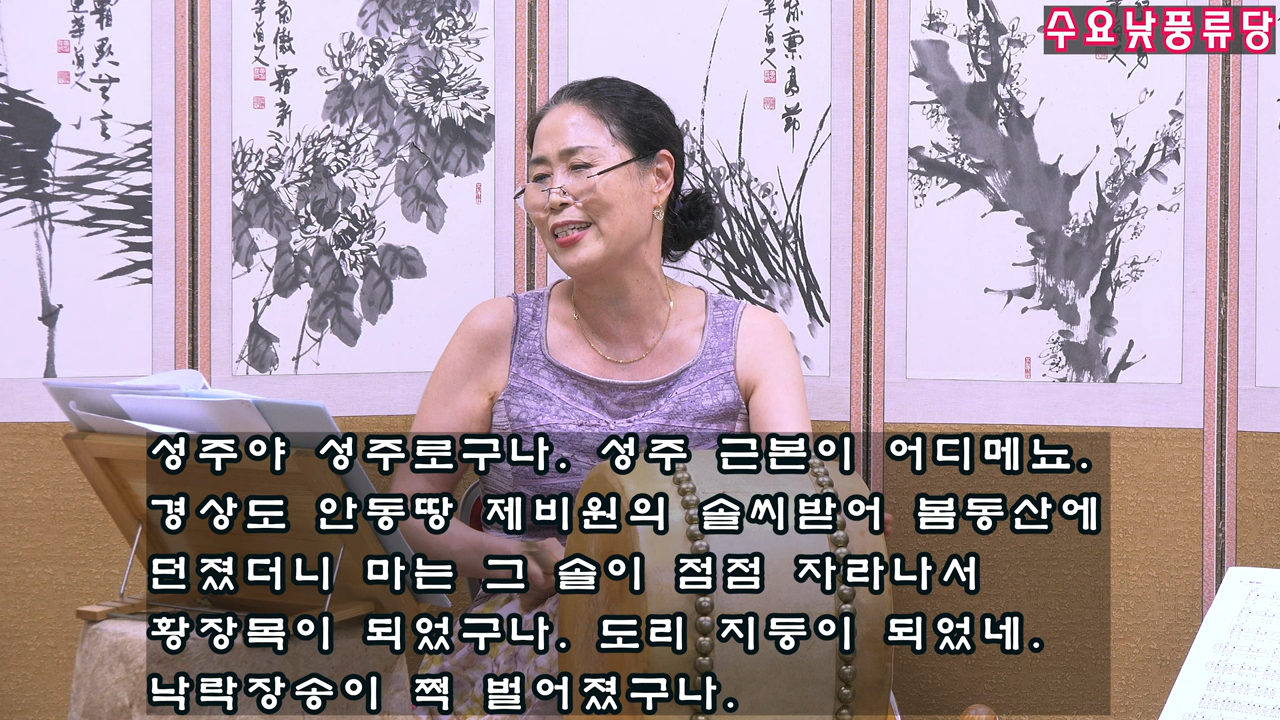 수요낮풍류당
성주야 성주로구나. 성주 근본이 어디메뇨.
경상도 안동땅 제비원의 솔씨받어 봄동산에
던졌더니 마는 그 솔이 점점 자라나서
황장목이 되었구나. 도리 지둥이 되었네.
낙락장송이 쩍 벌어졌구나.